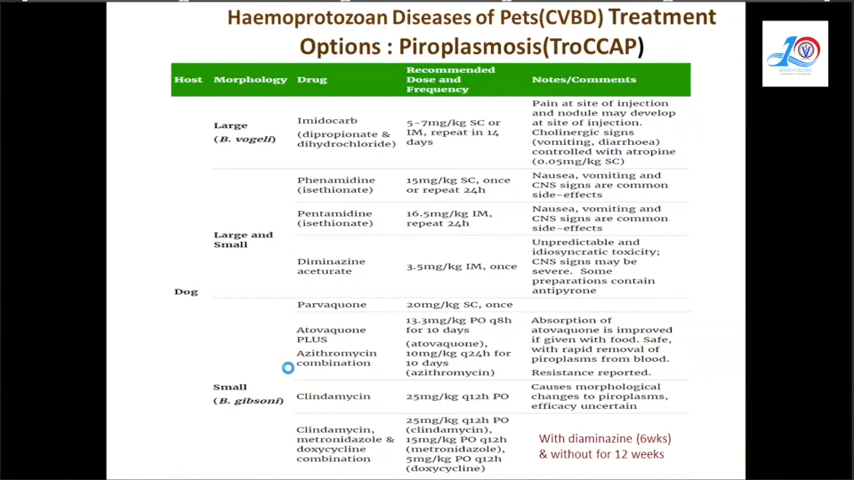 Haemoprotozoan Diseases of Pets(CVBD) Treatment
Options : Piroplasmosis(TroCCAP)
Host Morphology Drug Recommended Dose and Frequency Notes/Comments
Dog
Large
(B. vogeli)
Imidocarb
(dipropionate &
dihydrochloride)
5-7mg/kg SC or
IM, repeat in 14
days
Pain at site of injection
and nodule may develop
at site of injection.
Cholinergic signs
(vomiting, diarrhoea)
controlled with atropine
(0.05mg/kg SC)
Large and
Small
Phenamidine
(isethionate)
15mg/kg SC, once
or repeat 24h
Nausea, vomiting and
CNS signs are common
side-effects
Pentamidine
(isethionate)
16.5mg/kg IM,
repeat 24h
Nausea, vomiting and
CNS signs are common
side-effects
Diminazine
aceturate
3.5mg/kg IM, once
Unpredictable and
idiosyncratic toxicity;
CNS signs may be
severe. Some
preparations contain
antipyrone
Small
(B. gibsoni)
Parvaquone
20mg/kg SC, once
Atovaquone
PLUS
Azithromycin
combination
13.3mg/kg PO q8h
for 10 days
(atovaquone),
10mg/kg q24h for
10 days
(azithromycin)
Absorption of
atovaquone is improved
if given with food. Safe,
with rapid removal of
piroplasms from blood.
Resistance reported.
Clindamycin
25mg/kg q12h PO
Causes morphological
changes to piroplasms,
efficacy uncertain
Clindamycin,
metronidazole &
doxycycline
combination
25mg/kg q12h PO
(clindamycin),
15mg/kg PO q12h
(metronidazole),
5mg/kg PO q12h
(doxycycline)
With diaminazine (6wks)
& without for 12 weeks
10
ANNIVERSARY